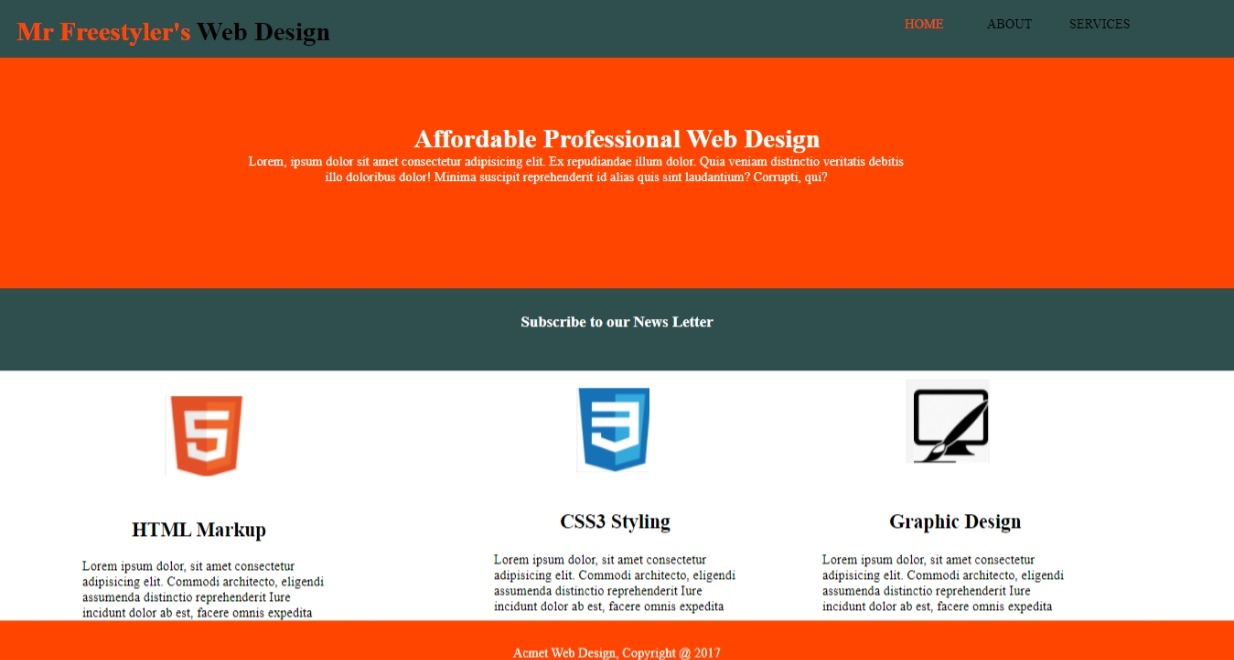 Mr Freestyler's Web Design
HOME ABOUT SERVICES
Affordable Professional Web Design
Lorem, ipsum dolor sit amet consectetur adipisicing elit. Ex repudiandae illum dolor. Quia veniam distinctio veritatis debitis
illo doloribus dolor! Minima suscipit reprehenderit id alias quis sint laudantium? Corrupti, qui?
Subscribe to our News Letter
5
3
HTML Markup
Lorem ipsum dolor, sit amet consectetur
adipisicing elit. Commodi architecto, eligendi
assumenda distinctio reprehenderit Iure
incidunt dolor ab est, facere omnis expedita
CSS3 Styling
Lorem ipsum dolor, sit amet consectetur
adipisicing elit. Commodi architecto, eligendi
assumenda distinctio reprehenderit Iure
incidunt dolor ab est, facere omnis expedita
Graphic Design
Lorem ipsum dolor, sit amet consectetur
adipisicing elit. Commodi architecto, eligendi
assumenda distinctio reprehenderit Iure
incidunt dolor ab est, facere omnis expedita
Acmet Web Design, Copyright @ 2017